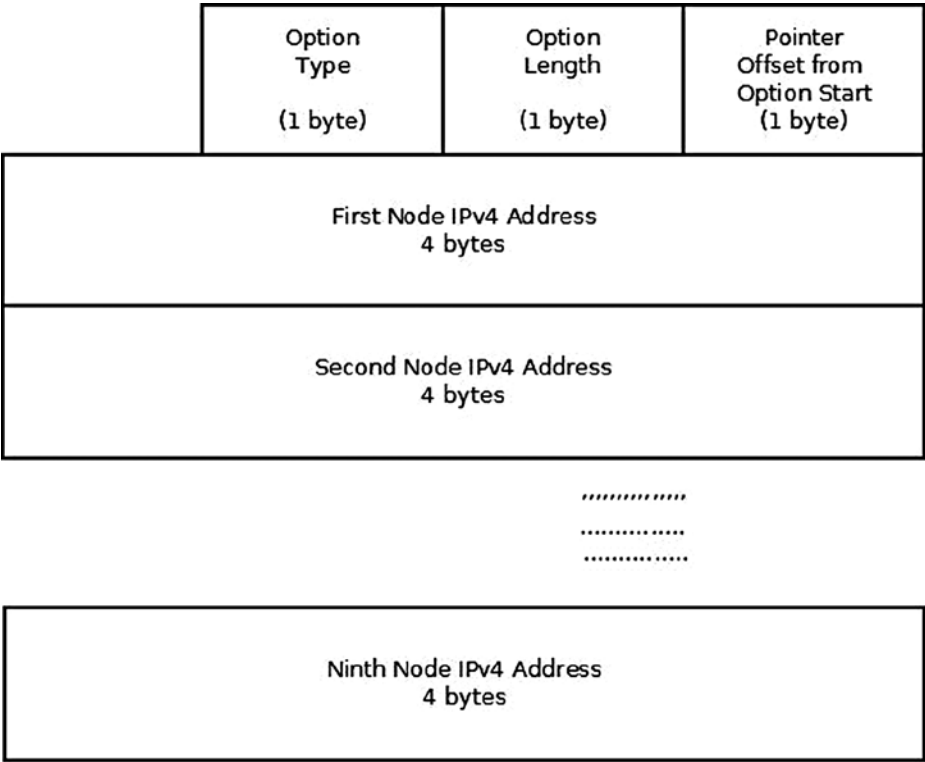 Option
Type
(1 byte)
Option
Length
(1 byte)
Pointer
Offset from
Option Start
(1 byte)
First Node IPv4 Address
4 bytes
Second Node IPv4 Address
4 bytes
,,,,,,,,,,,,,,,
...............
...............
Ninth Node IPv4 Address
4 bytes